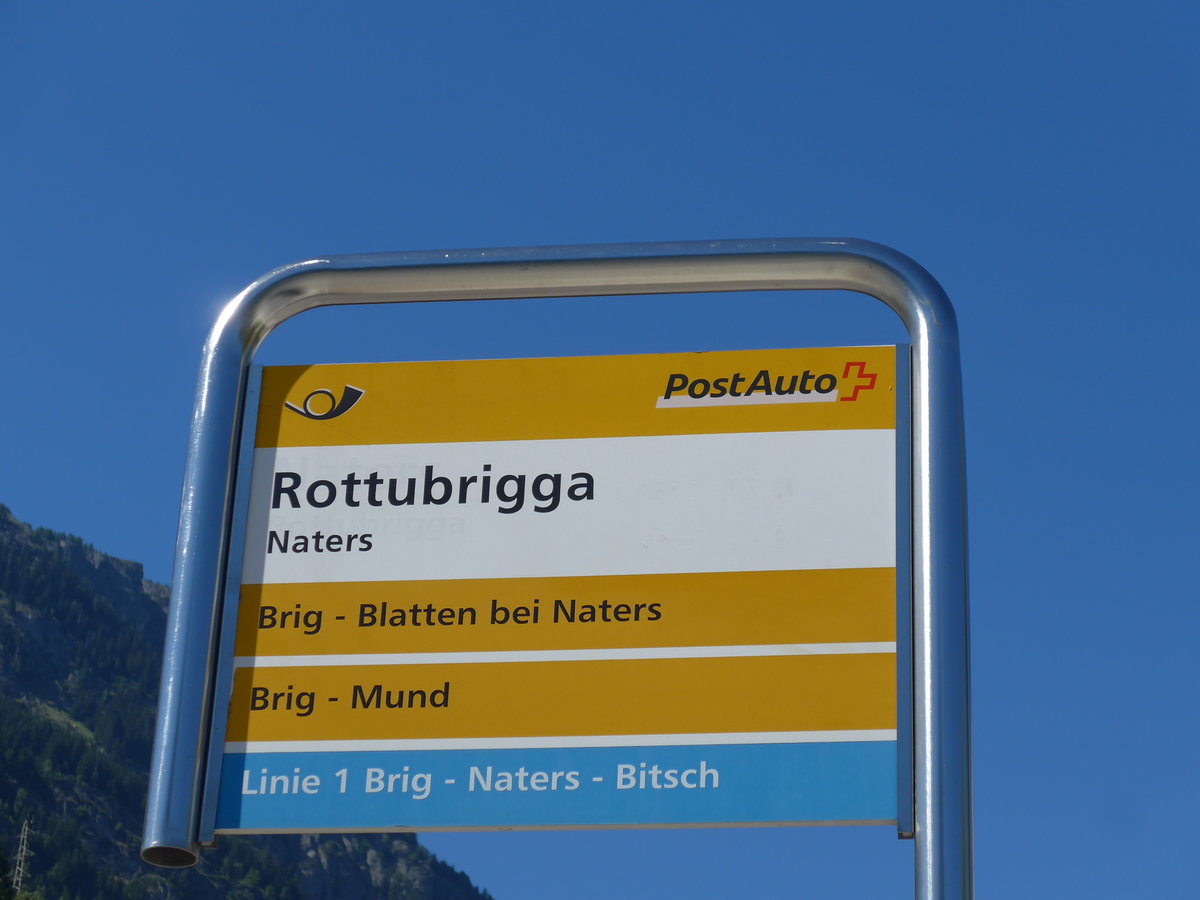 PostAuto
Rottubrigga
Naters
Brig - Blatten bei Naters
Brig - Mund
Linie 1 Brig - Naters - Bitsch